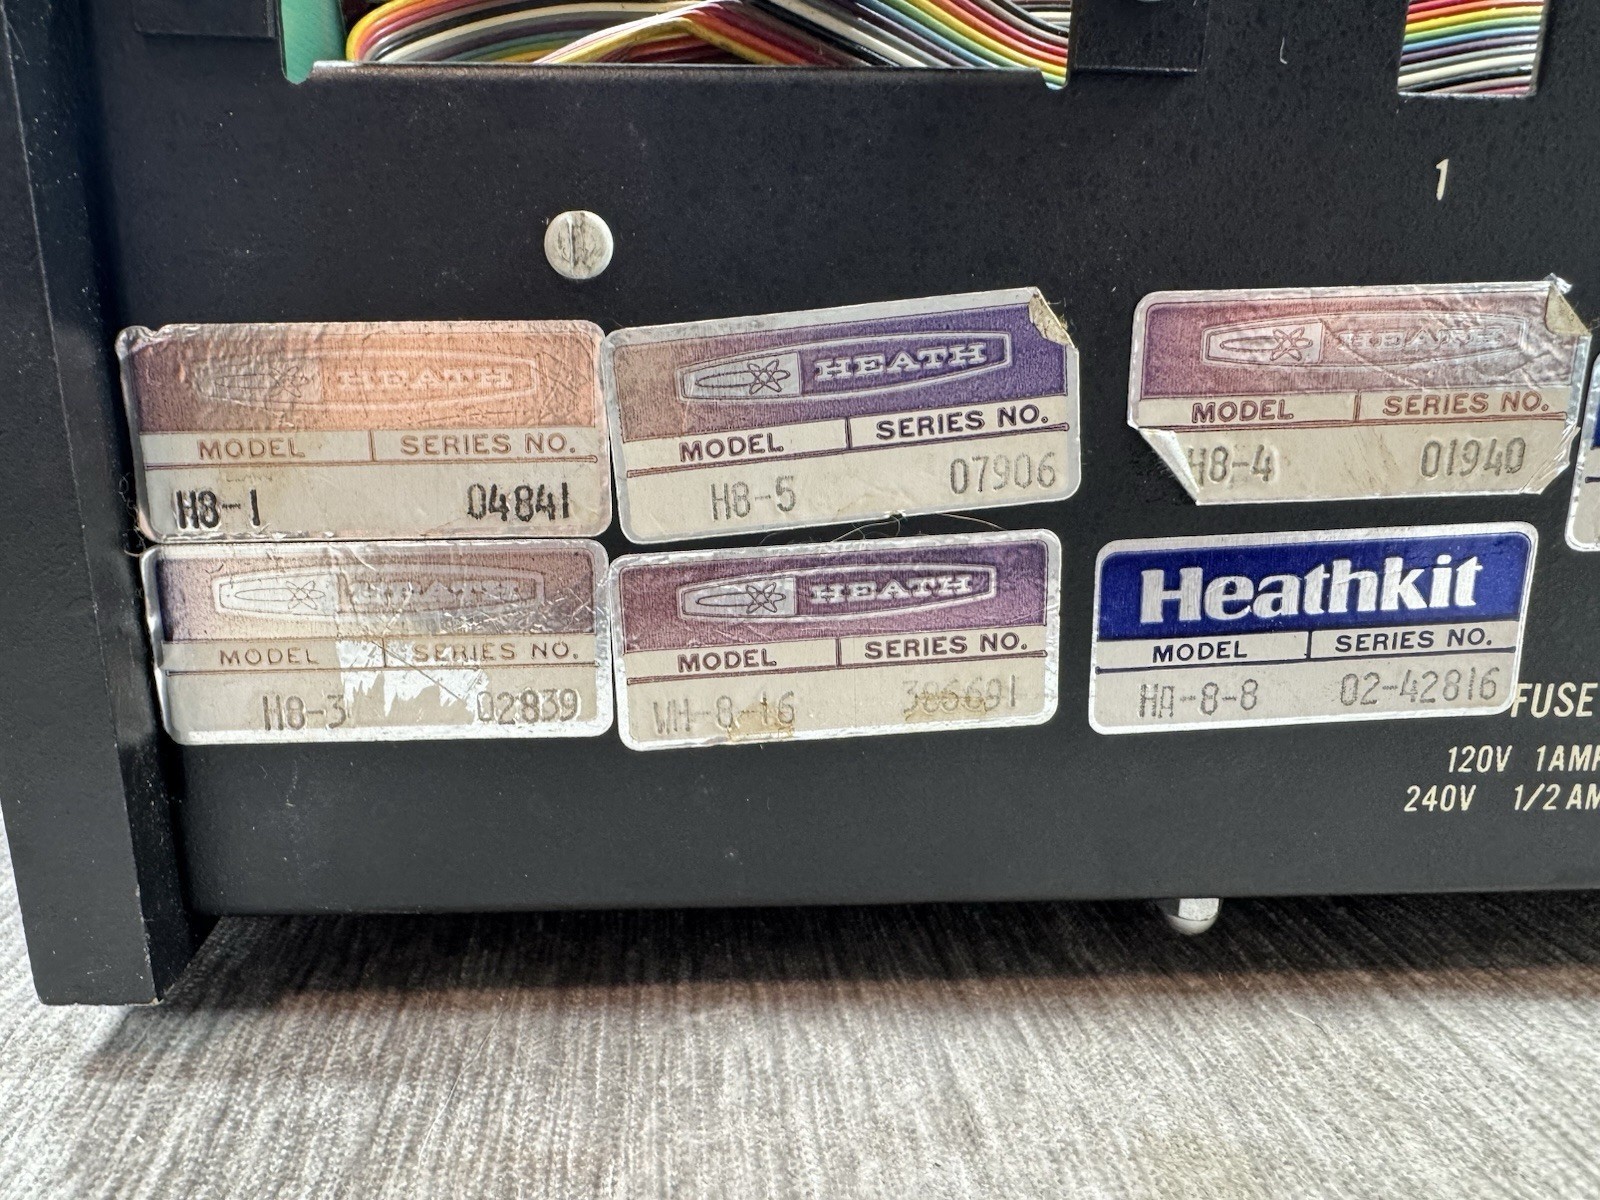 1
HEATH
MODEL SERIES NO.
H8-1 04841
HEATH
MODEL SERIES NO.
H8-5 07906
HEATH
MODEL SERIES NO.
H8-4 01940
HEATH
MODEL SERIES NO.
H8-3 02839
HEATH
MODEL SERIES NO.
WH-8-16
Heathkit
MODEL SERIES NO.
HA-8-8 02-42816
FUSE
120V 1AMP
240V 1/2 AM